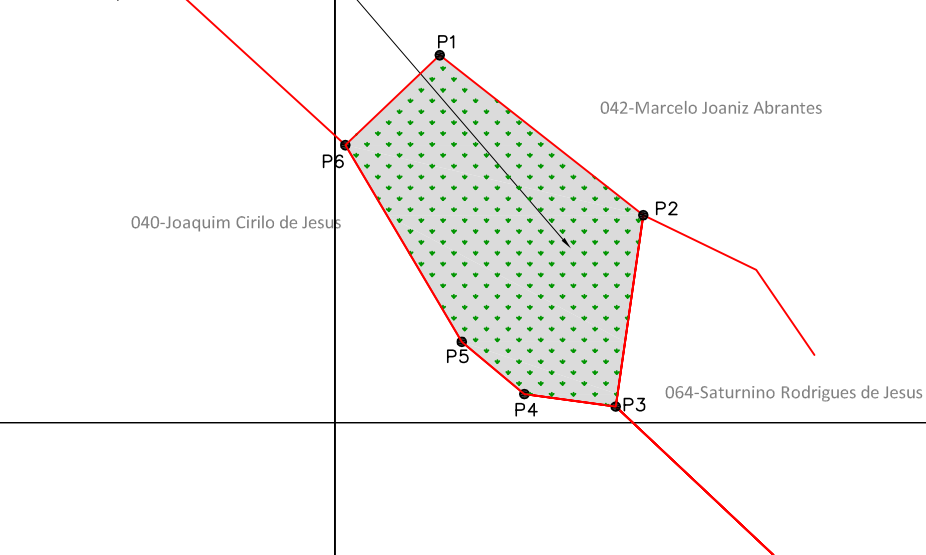 P1
042-Marcelo Joaniz Abrantes
P6
P2
040-Joaquim Cirilo de Jesus
P5
064-Saturnino Rodrigues de Jesus
P4
P3